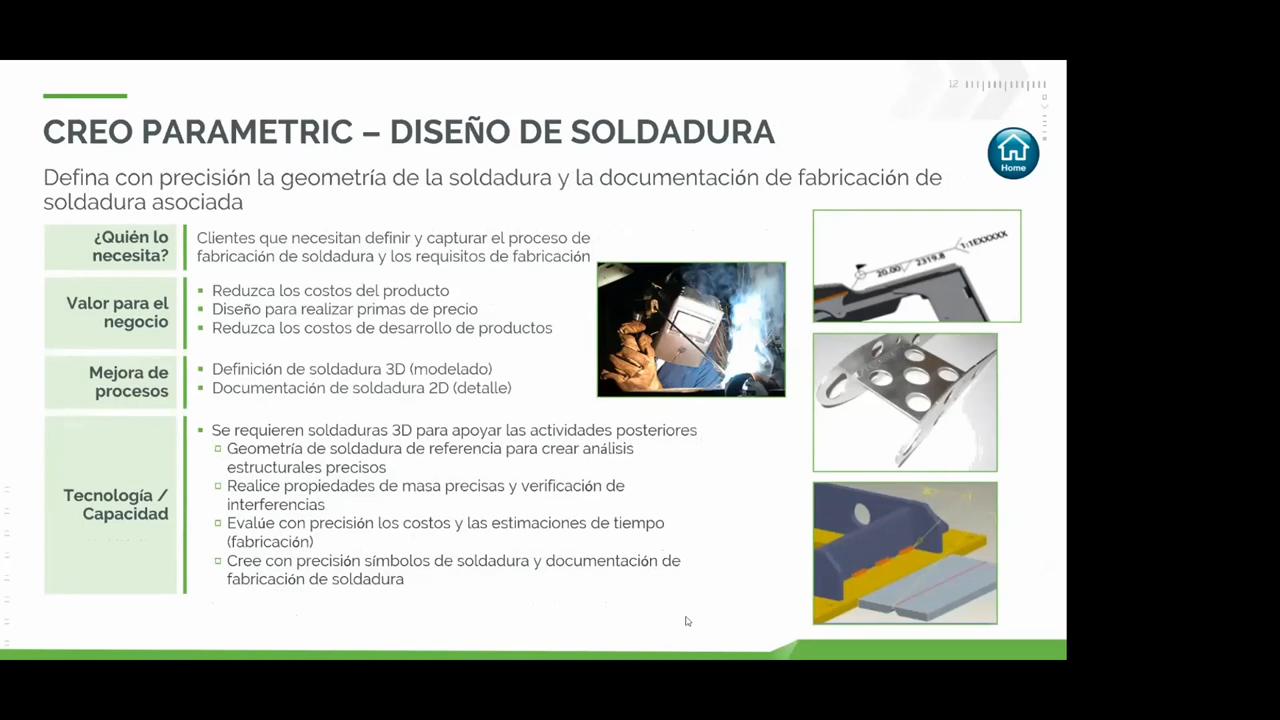 12
CREO PARAMETRIC – DISEÑO DE SOLDADURA
Home
Defina con precisión la geometría de la soldadura y la documentación de fabricación de
soldadura asociada
¿Quién lo
necesita?
Clientes que necesitan definir y capturar el proceso de
fabricación de soldadura y los requisitos de fabricación
Valor para el
negocio
▪ Reduzca los costos del producto
▪ Diseño para realizar primas de precio
▪ Reduzca los costos de desarrollo de productos
Mejora de
procesos
▪ Definición de soldadura 3D (modelado)
▪ Documentación de soldadura 2D (detalle)
Tecnología /
Capacidad
▪ Se requieren soldaduras 3D para apoyar las actividades posteriores
▫ Geometría de soldadura de referencia para crear análisis
estructurales precisos
▫ Realice propiedades de masa precisas y verificación de
interferencias
▫ Evalúe con precisión los costos y las estimaciones de tiempo
(fabricación)
▫ Cree con precisión símbolos de soldadura y documentación de
fabricación de soldadura
20.00 2319.8
1:1EXXXXX